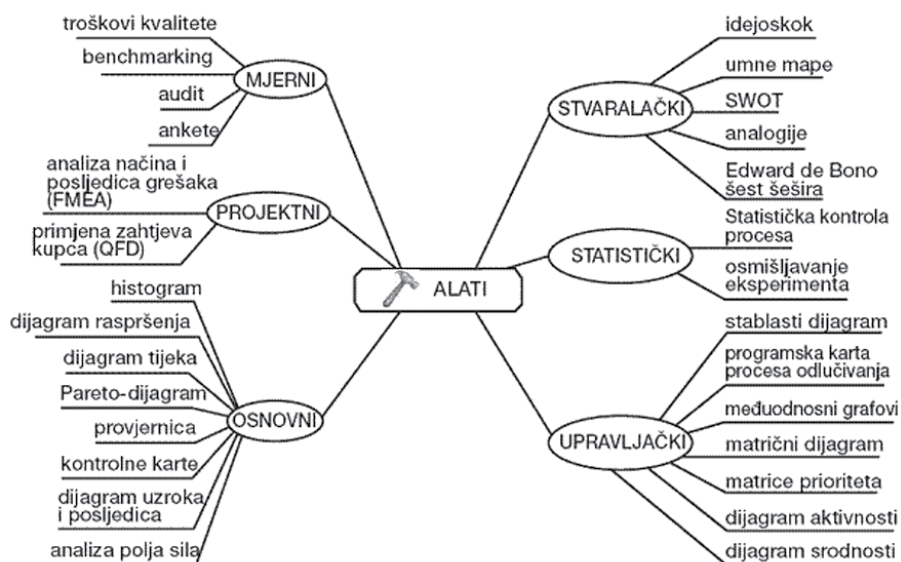 troškovi kvalitete
benchmarking
audit
ankete
MJERNI
analiza načina i
posljedica grešaka
(FMEA)
primjena zahtjeva
kupca (QFD)
PROJEKTNI
histogram
dijagram raspršenja
dijagram tijeka
Pareto-dijagram
provjernica
kontrolne karte
dijagram uzroka
i posljedica
analiza polja sila
OSNOVNI
ALATI
STVARALAČKI
idejoskok
umne mape
SWOT
analogije
Edward de Bono
šest šešira
STATISTIČKI
Statistička kontrola
procesa
osmišljavanje
eksperimenta
UPRAVLJAČKI
stablasti dijagram
programska karta
procesa odlučivanja
međuodnosni grafovi
matrični dijagram
matrice prioriteta
dijagram aktivnosti
dijagram srodnosti